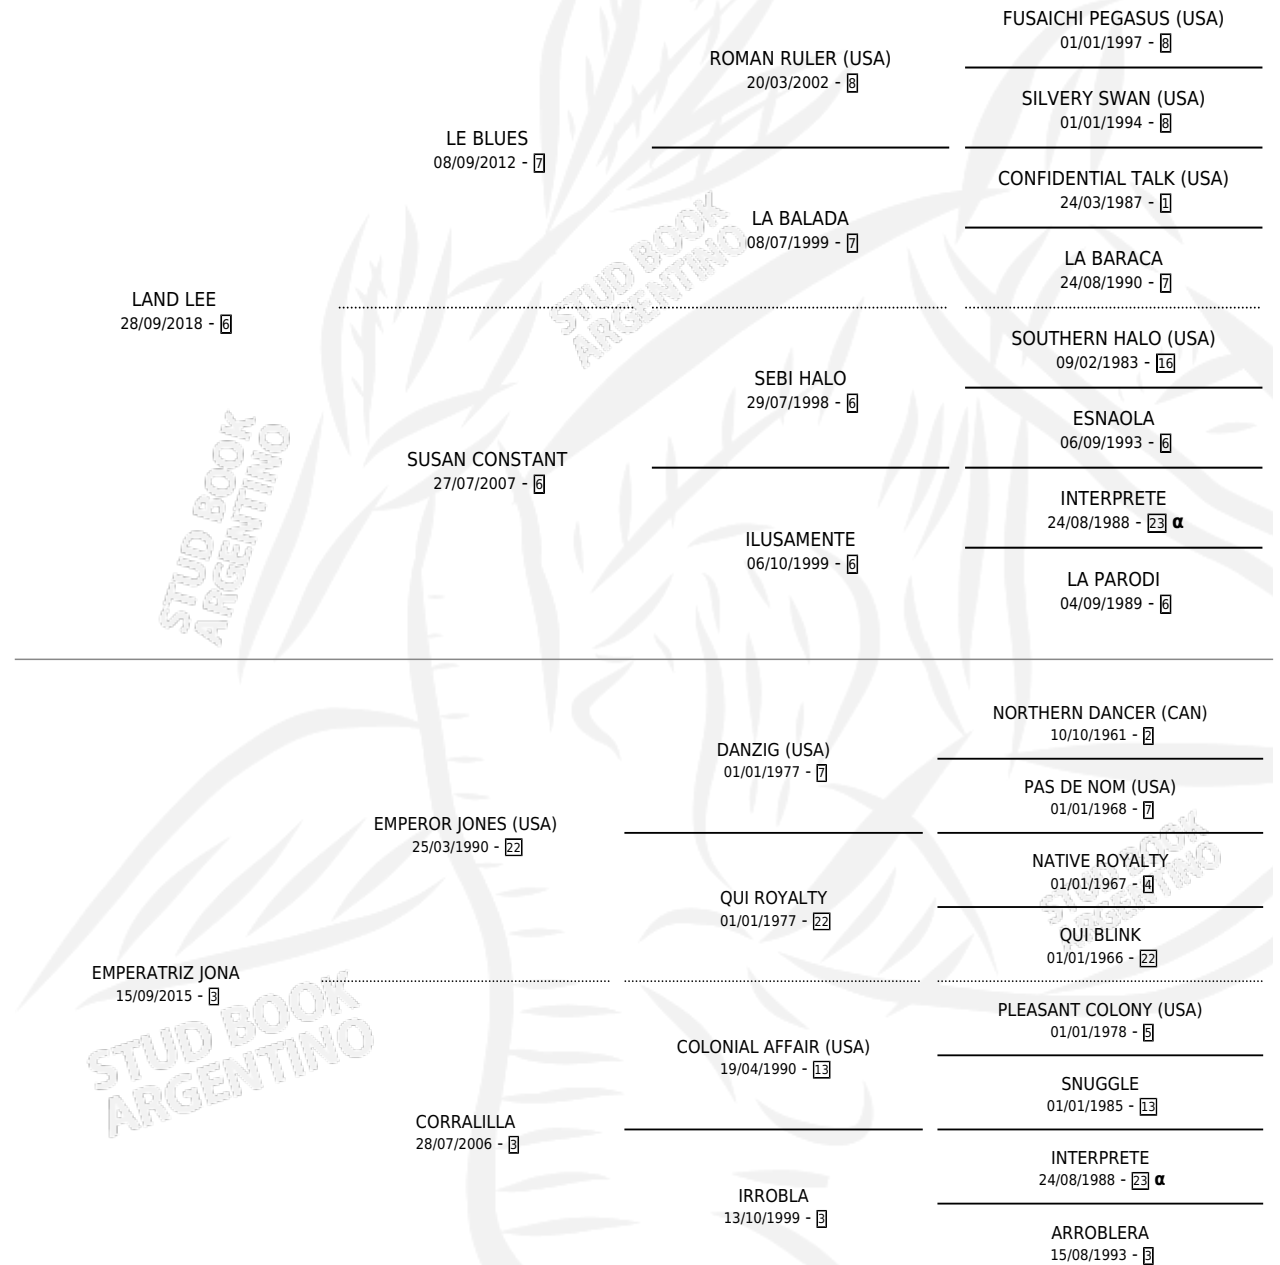 FUSAICHI PEGASUS (USA)
01/01/1997 - 8
ROMAN RULER (USA)
20/03/2002 - 8
SILVERY SWAN (USA)
01/01/1994 - 8
LE BLUES
08/09/2012 - 7
CONFIDENTIAL TALK (USA)
24/03/1987 - 1
LA BALADA
08/07/1999 - 7
LA BARACA
24/08/1990 - 7
LAND LEE
28/09/2018 - 6
SOUTHERN HALO (USA)
09/02/1983 - 16
SEBI HALO
29/07/1998 - 6
ESNAOLA
06/09/1993 - 6
SUSAN CONSTANT
27/07/2007 - 6
INTERPRETE
24/08/1988 - 23 α
ILUSAMENTE
06/10/1999 - 6
LA PARODI
04/09/1989 - 6
NORTHERN DANCER (CAN)
10/10/1961 - 2
DANZIG (USA)
01/01/1977 - 7
PAS DE NOM (USA)
01/01/1968 - 7
EMPEROR JONES (USA)
25/03/1990 - 22
NATIVE ROYALTY
01/01/1967 - 4
QUI ROYALTY
01/01/1977 - 22
QUI BLINK
01/01/1966 - 22
EMPERATRIZ JONA
15/09/2015 - 3
PLEASANT COLONY (USA)
01/01/1978 - 5
COLONIAL AFFAIR (USA)
19/04/1990 - 13
SNUGGLE
01/01/1985 - 13
CORRALILLA
28/07/2006 - 3
INTERPRETE
24/08/1988 - 23 α
IRROBLA
13/10/1999 - 3
ARROBLERA
15/08/1993 - 3
STUD BOOK
ARGENTINO
STUD BOOK
ARGENTINO
STUD BOOK
ARGENTINO
STUD BOOK
ARGENTINO